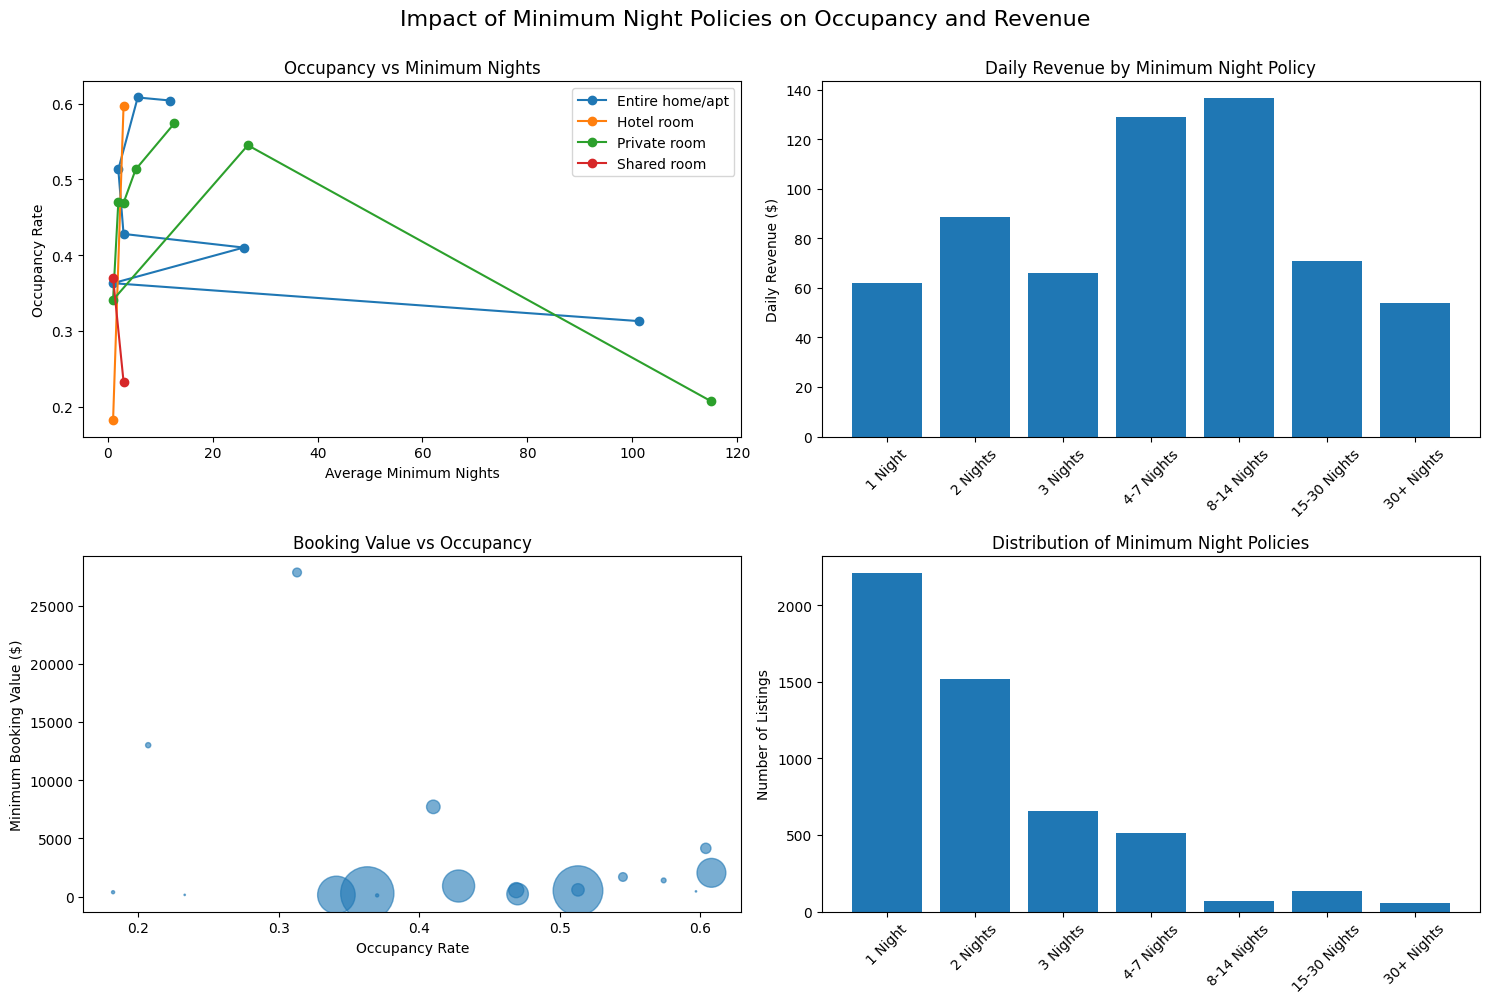 Impact of Minimum Night Policies on Occupancy and Revenue
Occupancy vs Minimum Nights
Occupancy Rate
0.6
0.5
0.4
0.3
0.2
Entire home/apt
Hotel room
Private room
Shared room
0
20
40
60
80
100
120
Average Minimum Nights
Daily Revenue by Minimum Night Policy
Daily Revenue ($)
140
120
100
80
60
40
20
0
1 Night
2 Nights
3 Nights
4-7 Nights
8-14 Nights
15-30 Nights
30+ Nights
Booking Value vs Occupancy
Minimum Booking Value ($)
25000
20000
15000
10000
5000
0
0.2
0.3
0.4
0.5
0.6
Occupancy Rate
Distribution of Minimum Night Policies
Number of Listings
2000
1500
1000
500
0
1 Night
2 Nights
3 Nights
4-7 Nights
8-14 Nights
15-30 Nights
30+ Nights